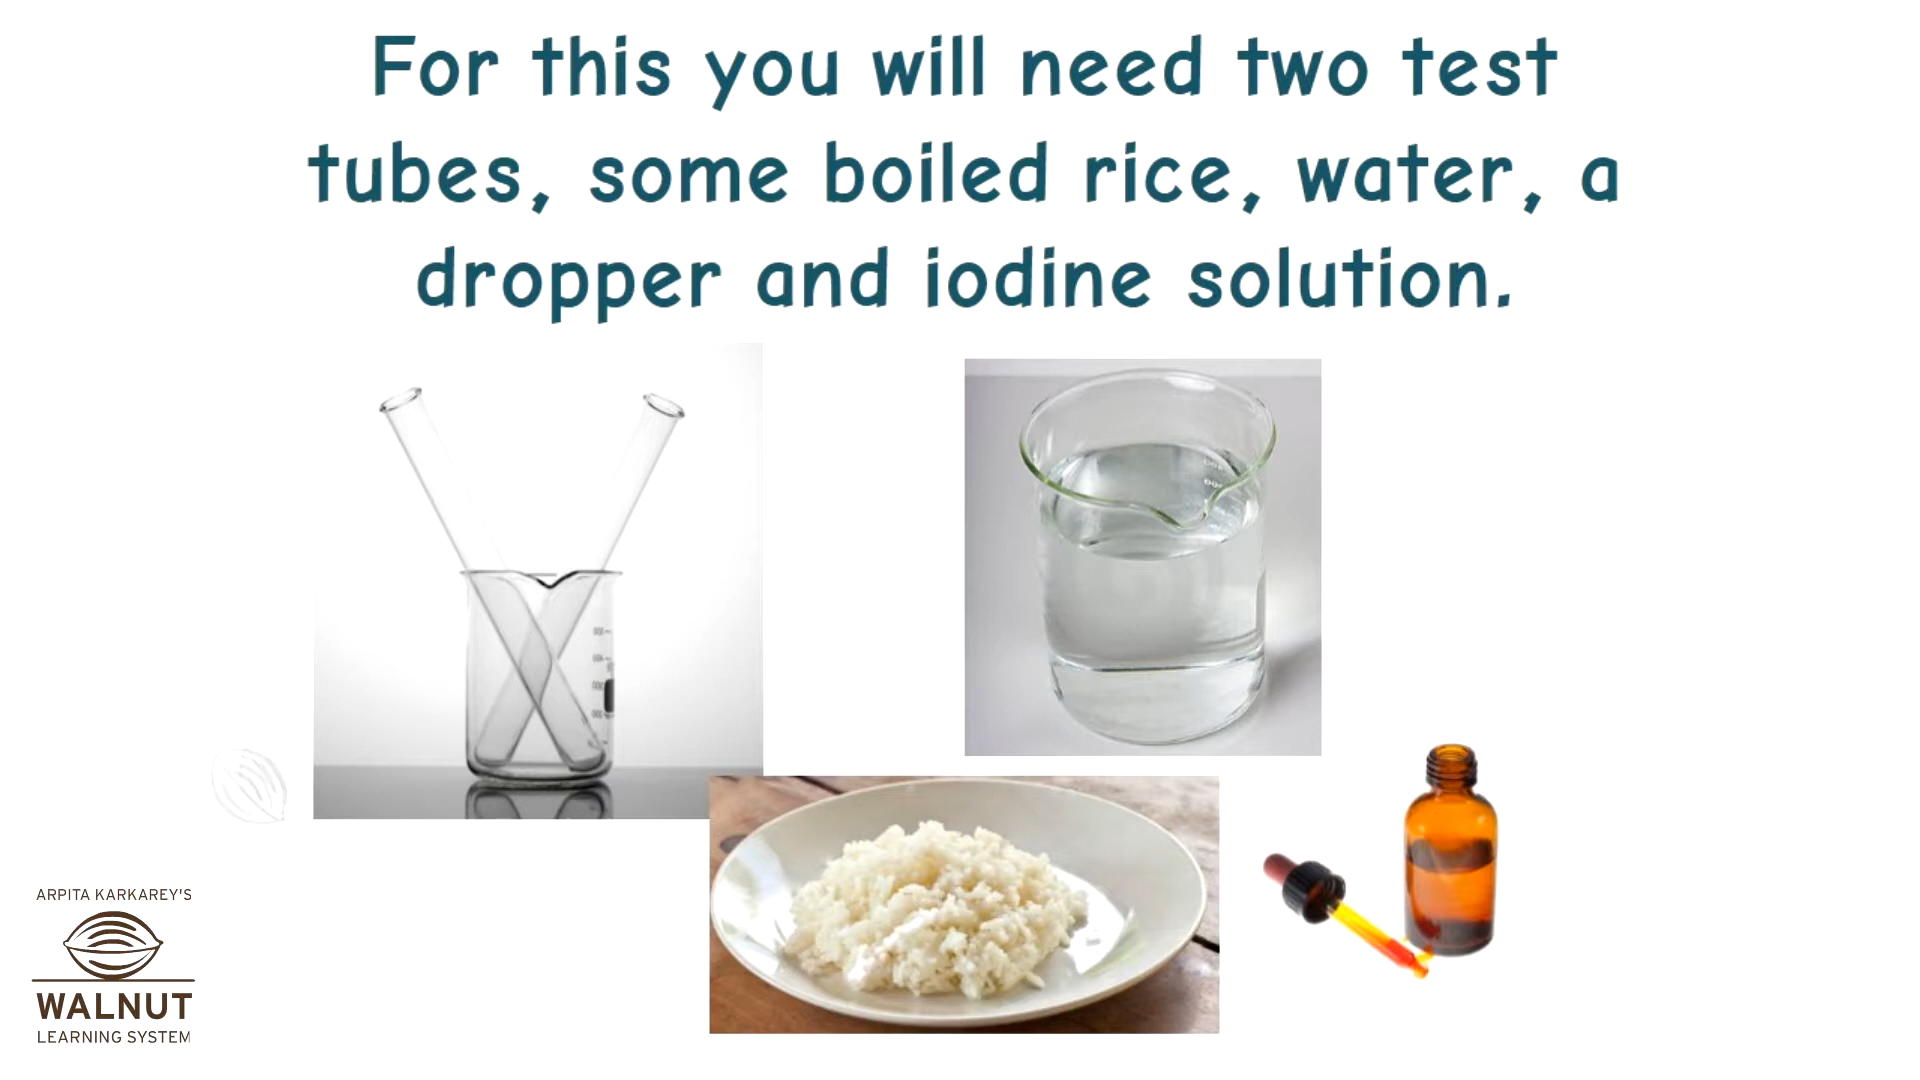 For this you will need two test
tubes, some boiled rice, water, a
dropper and iodine solution.
ARPITA KARKAREY'S
WALNUT
LEARNING SYSTEM